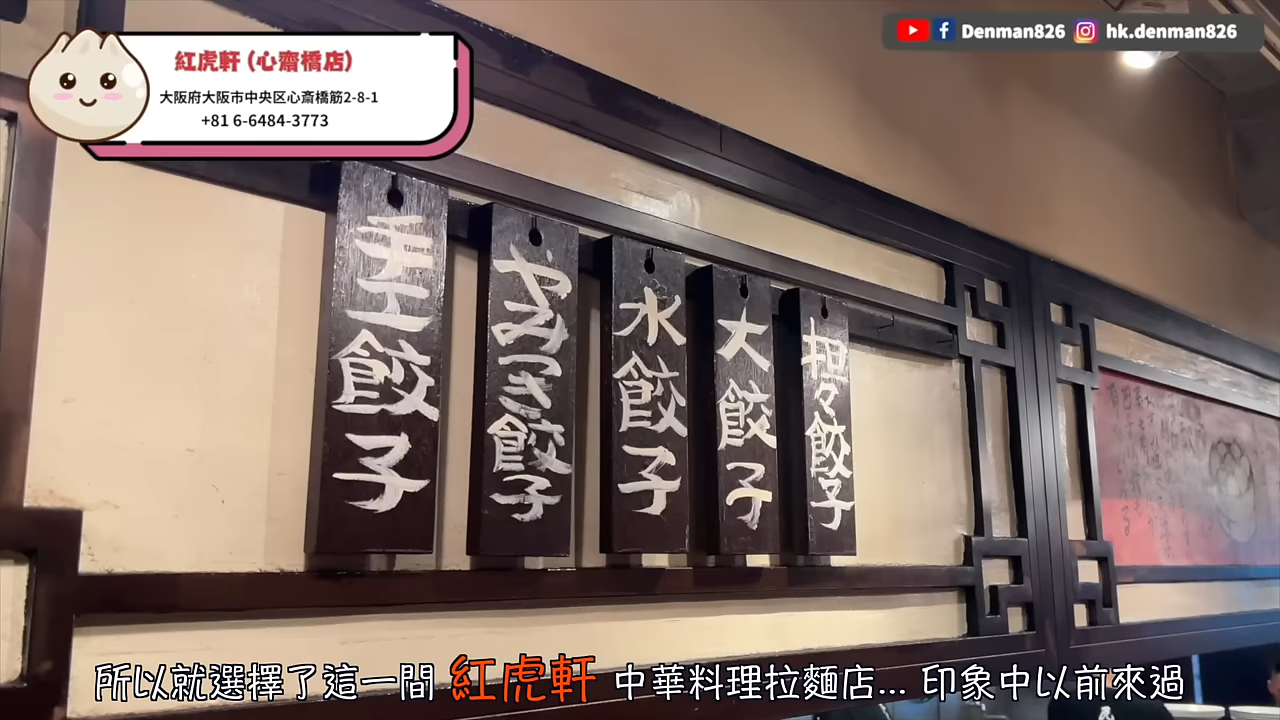 紅虎軒 (心齋橋店)
大阪府大阪市中央区心斎橋筋2-8-1
+81 6-6484-3773
Denman826 hk.denman826
手工餃子
やみつき餃子
水餃子
大餃子
担々餃子
所以就選擇了這一間 紅虎軒 中華料理拉麵店... 印象中以前來過